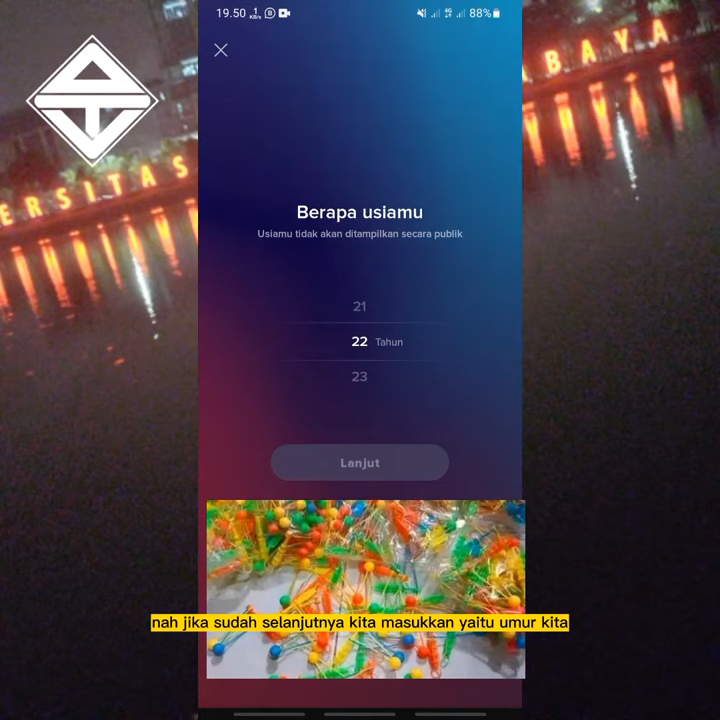 19.50
88%
ERSITAS
BAYA
Berapa usiamu
Usiamu tidak akan ditampilkan secara publik
21
22 Tahun
23
Lanjut
nah jika sudah selanjutnya kita masukkan yaitu umur kita